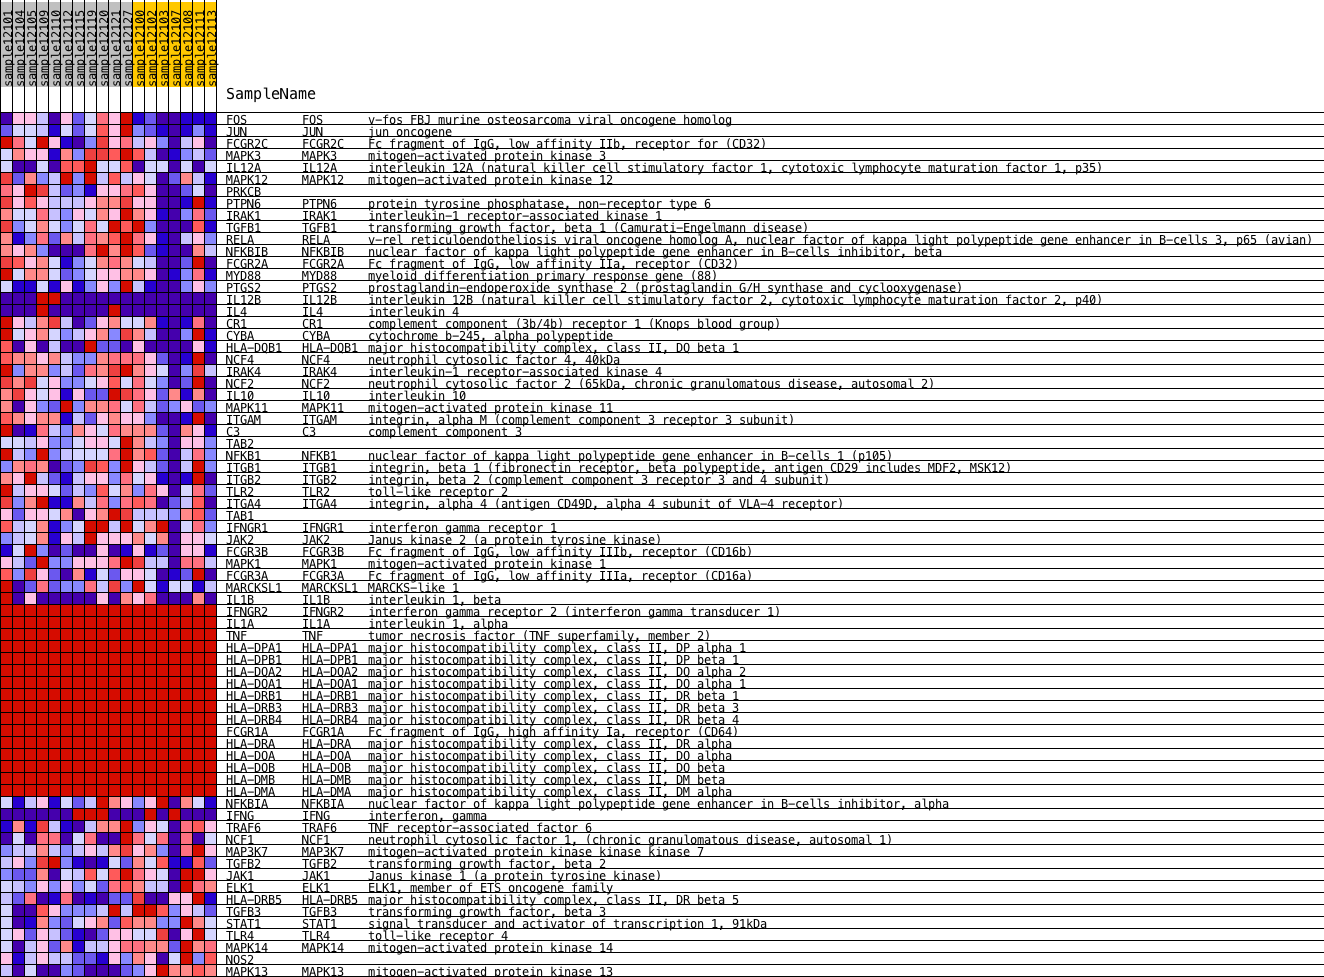 sample12101
sample12104
sample12105
sample12109
sample12110
sample12112
sample12115
sample12119
sample12120
sample12121
sample12127
sample12100
sample12102
sample12103
sample12107
sample12108
sample12111
sample12113
SampleName
FOS FOS v-fos FBJ murine osteosarcoma viral oncogene homolog
JUN JUN jun oncogene
FCGR2C FCGR2C Fc fragment of IgG, low affinity IIb, receptor for (CD32)
MAPK3 MAPK3 mitogen-activated protein kinase 3
IL12A IL12A interleukin 12A (natural killer cell stimulatory factor 1, cytotoxic lymphocyte maturation factor 1, p35)
MAPK12 MAPK12 mitogen-activated protein kinase 12
PRKCB
PTPN6 PTPN6 protein tyrosine phosphatase, non-receptor type 6
IRAK1 IRAK1 interleukin-1 receptor-associated kinase 1
TGFB1 TGFB1 transforming growth factor, beta 1 (Camurati-Engelmann disease)
RELA RELA v-rel reticuloendotheliosis viral oncogene homolog A, nuclear factor of kappa light polypeptide gene enhancer in B-cells 3, p65 (avian)
NFKBIB NFKBIB nuclear factor of kappa light polypeptide gene enhancer in B-cells inhibitor, beta
FCGR2A FCGR2A Fc fragment of IgG, low affinity IIa, receptor (CD32)
MYD88 MYD88 myeloid differentiation primary response gene (88)
PTGS2 PTGS2 prostaglandin-endoperoxide synthase 2 (prostaglandin G/H synthase and cyclooxygenase)
IL12B IL12B interleukin 12B (natural killer cell stimulatory factor 2, cytotoxic lymphocyte maturation factor 2, p40)
IL4 IL4 interleukin 4
CR1 CR1 complement component (3b/4b) receptor 1 (Knops blood group)
CYBA CYBA cytochrome b-245, alpha polypeptide
HLA-DQB1 HLA-DQB1 major histocompatibility complex, class II, DQ beta 1
NCF4 NCF4 neutrophil cytosolic factor 4, 40kDa
IRAK4 IRAK4 interleukin-1 receptor-associated kinase 4
NCF2 NCF2 neutrophil cytosolic factor 2 (65kDa, chronic granulomatous disease, autosomal 2)
IL10 IL10 interleukin 10
MAPK11 MAPK11 mitogen-activated protein kinase 11
ITGAM ITGAM integrin, alpha M (complement component 3 receptor 3 subunit)
C3 C3 complement component 3
TAB2
NFKB1 NFKB1 nuclear factor of kappa light polypeptide gene enhancer in B-cells 1 (p105)
ITGB1 ITGB1 integrin, beta 1 (fibronectin receptor, beta polypeptide, antigen CD29 includes MDF2, MSK12)
ITGB2 ITGB2 integrin, beta 2 (complement component 3 receptor 3 and 4 subunit)
TLR2 TLR2 toll-like receptor 2
ITGA4 ITGA4 integrin, alpha 4 (antigen CD49D, alpha 4 subunit of VLA-4 receptor)
TAB1
IFNGR1 IFNGR1 interferon gamma receptor 1
JAK2 JAK2 Janus kinase 2 (a protein tyrosine kinase)
FCGR3B FCGR3B Fc fragment of IgG, low affinity IIIb, receptor (CD16b)
MAPK1 MAPK1 mitogen-activated protein kinase 1
FCGR3A FCGR3A Fc fragment of IgG, low affinity IIIa, receptor (CD16a)
MARCKSL1 MARCKSL1 MARCKS-like 1
IL1B IL1B interleukin 1, beta
IFNGR2 IFNGR2 interferon gamma receptor 2 (interferon gamma transducer 1)
IL1A IL1A interleukin 1, alpha
TNF TNF tumor necrosis factor (TNF superfamily, member 2)
HLA-DPA1 HLA-DPA1 major histocompatibility complex, class II, DP alpha 1
HLA-DPB1 HLA-DPB1 major histocompatibility complex, class II, DP beta 1
HLA-DQA2 HLA-DQA2 major histocompatibility complex, class II, DQ alpha 2
HLA-DQA1 HLA-DQA1 major histocompatibility complex, class II, DQ alpha 1
HLA-DRB1 HLA-DRB1 major histocompatibility complex, class II, DR beta 1
HLA-DRB3 HLA-DRB3 major histocompatibility complex, class II, DR beta 3
HLA-DRB4 HLA-DRB4 major histocompatibility complex, class II, DR beta 4
FCGR1A FCGR1A Fc fragment of IgG, high affinity Ia, receptor (CD64)
HLA-DRA HLA-DRA major histocompatibility complex, class II, DR alpha
HLA-DOA HLA-DOA major histocompatibility complex, class II, DO alpha
HLA-DOB HLA-DOB major histocompatibility complex, class II, DO beta
HLA-DMB HLA-DMB major histocompatibility complex, class II, DM beta
HLA-DMA HLA-DMA major histocompatibility complex, class II, DM alpha
NFKBIA NFKBIA nuclear factor of kappa light polypeptide gene enhancer in B-cells inhibitor, alpha
IFNG IFNG interferon, gamma
TRAF6 TRAF6 TNF receptor-associated factor 6
NCF1 NCF1 neutrophil cytosolic factor 1, (chronic granulomatous disease, autosomal 1)
MAP3K7 MAP3K7 mitogen-activated protein kinase kinase kinase 7
TGFB2 TGFB2 transforming growth factor, beta 2
JAK1 JAK1 Janus kinase 1 (a protein tyrosine kinase)
ELK1 ELK1 ELK1, member of ETS oncogene family
HLA-DRB5 HLA-DRB5 major histocompatibility complex, class II, DR beta 5
TGFB3 TGFB3 transforming growth factor, beta 3
STAT1 STAT1 signal transducer and activator of transcription 1, 91kDa
TLR4 TLR4 toll-like receptor 4
MAPK14 MAPK14 mitogen-activated protein kinase 14
NOS2
MAPK13 MAPK13 mitogen-activated protein kinase 13